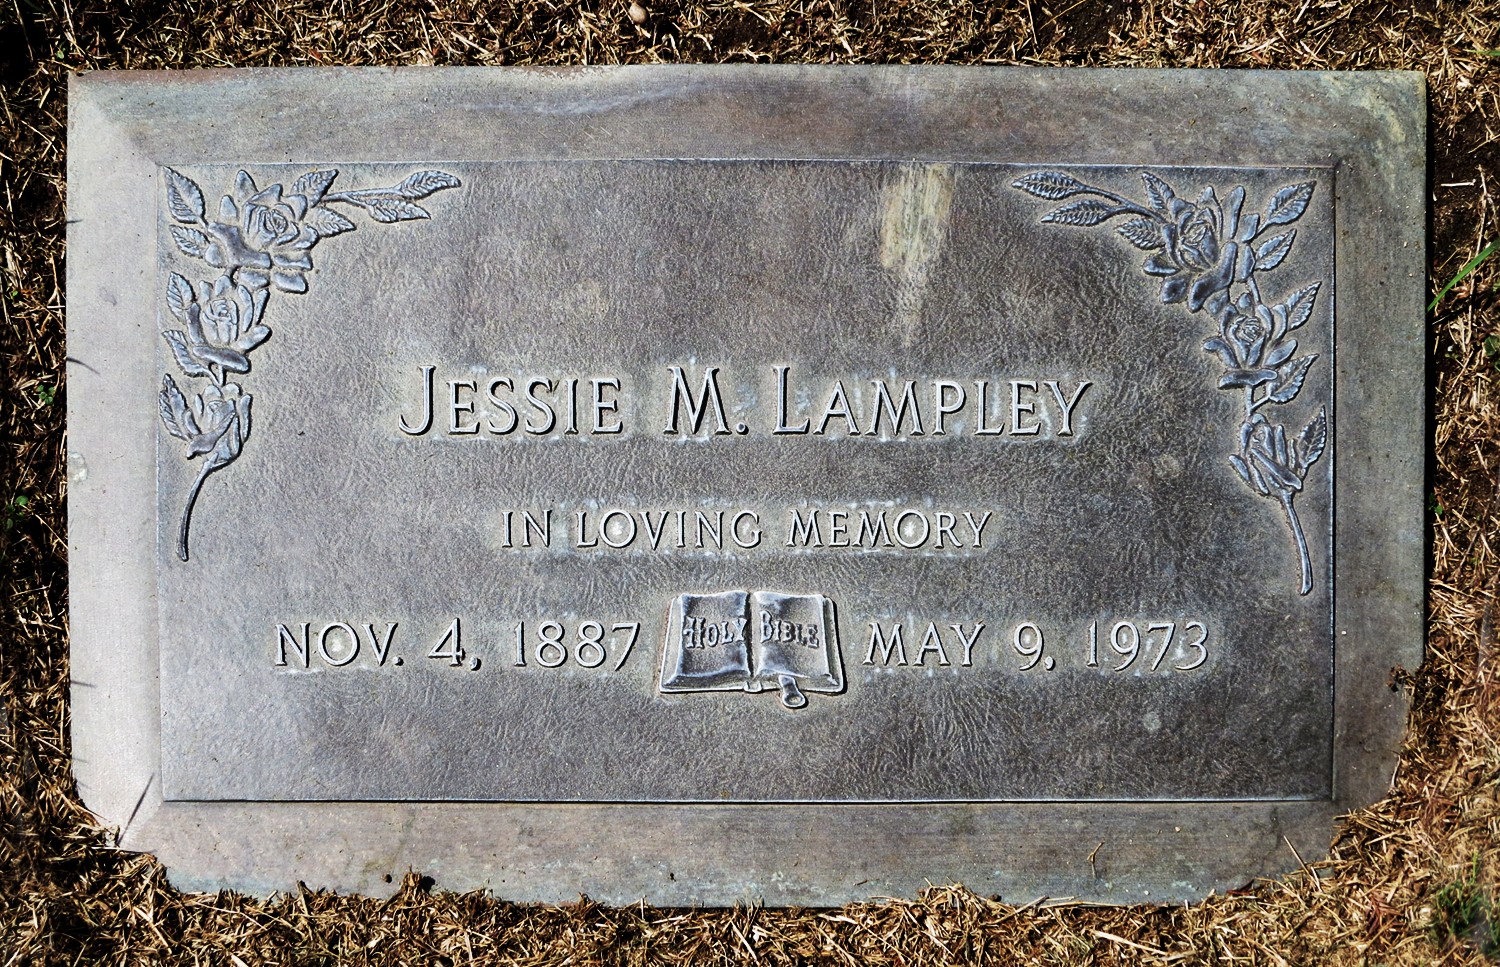 JESSIE M. LAMPLEY
IN LOVING MEMORY
NOV. 4, 1887 HOLY BIBLE MAY 9, 1973